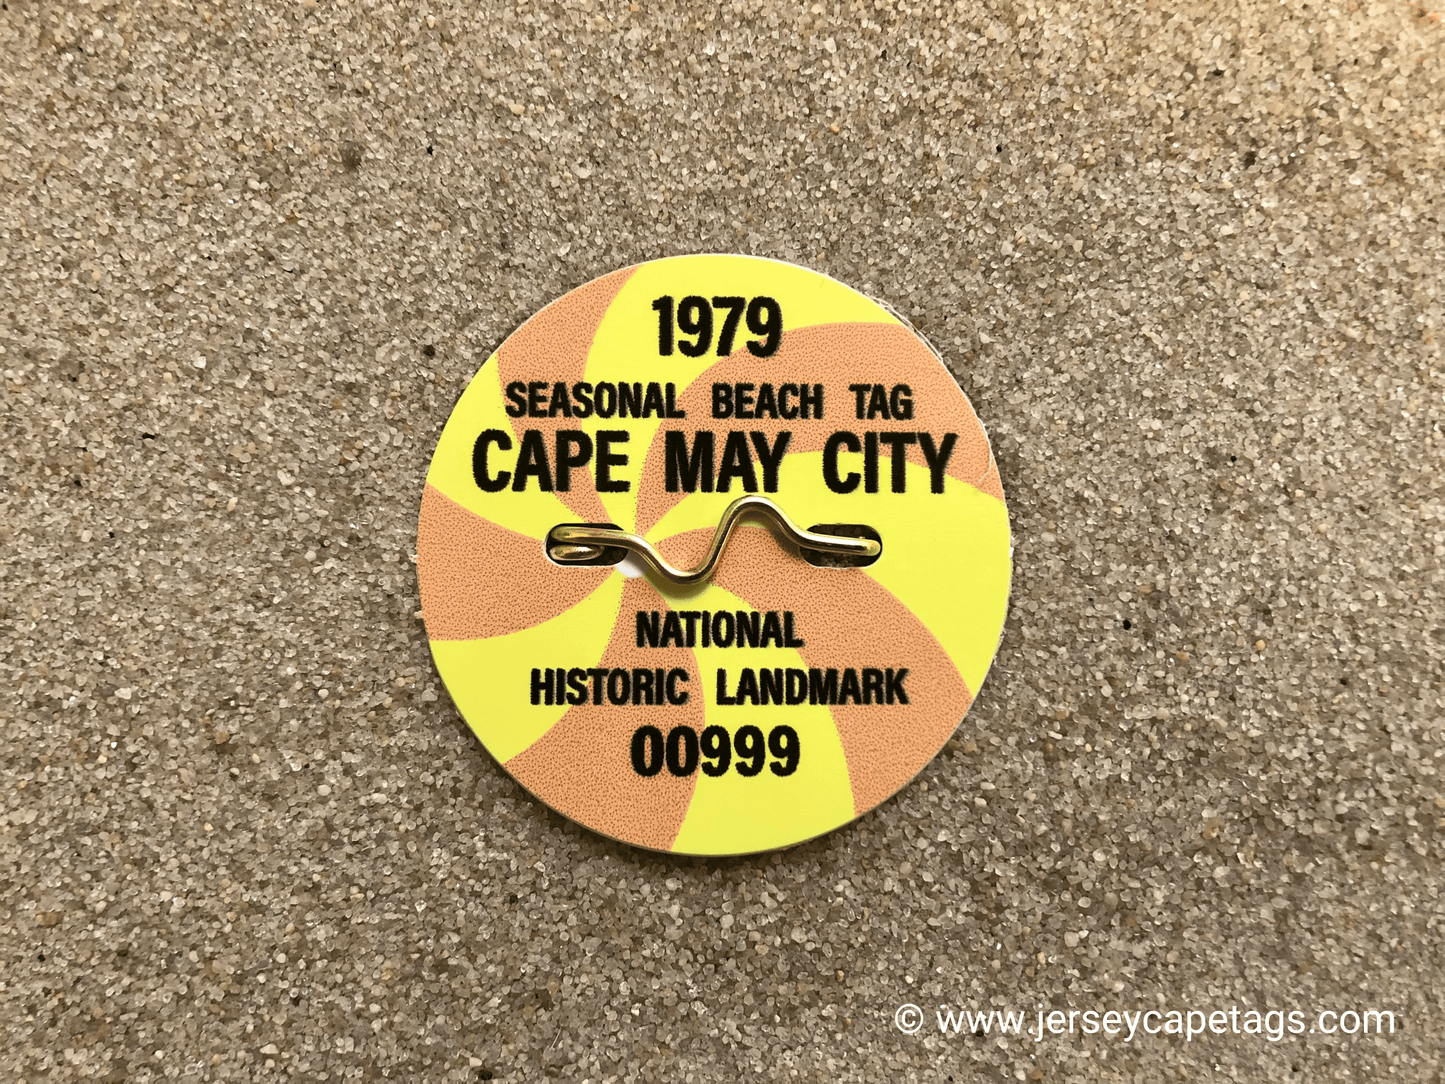 1979
SEASONAL BEACH TAG
CAPE MAY CITY
NATIONAL
HISTORIC LANDMARK
00999
© www.jerseycapetags.com